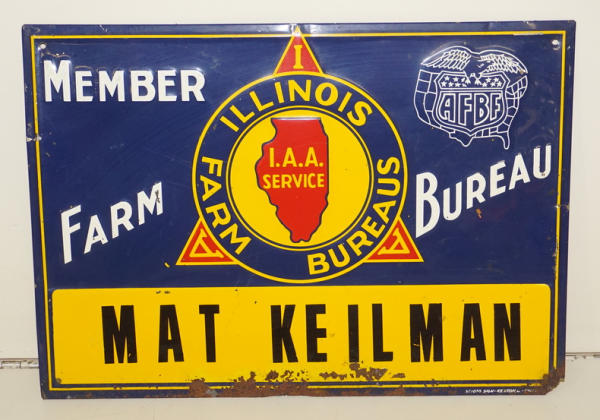 MEMBER
AFBF
FARM BUREAU
I
ILLINOIS
FARM BUREAUS
A A
I.A.A.
SERVICE
MAT KEILMAN